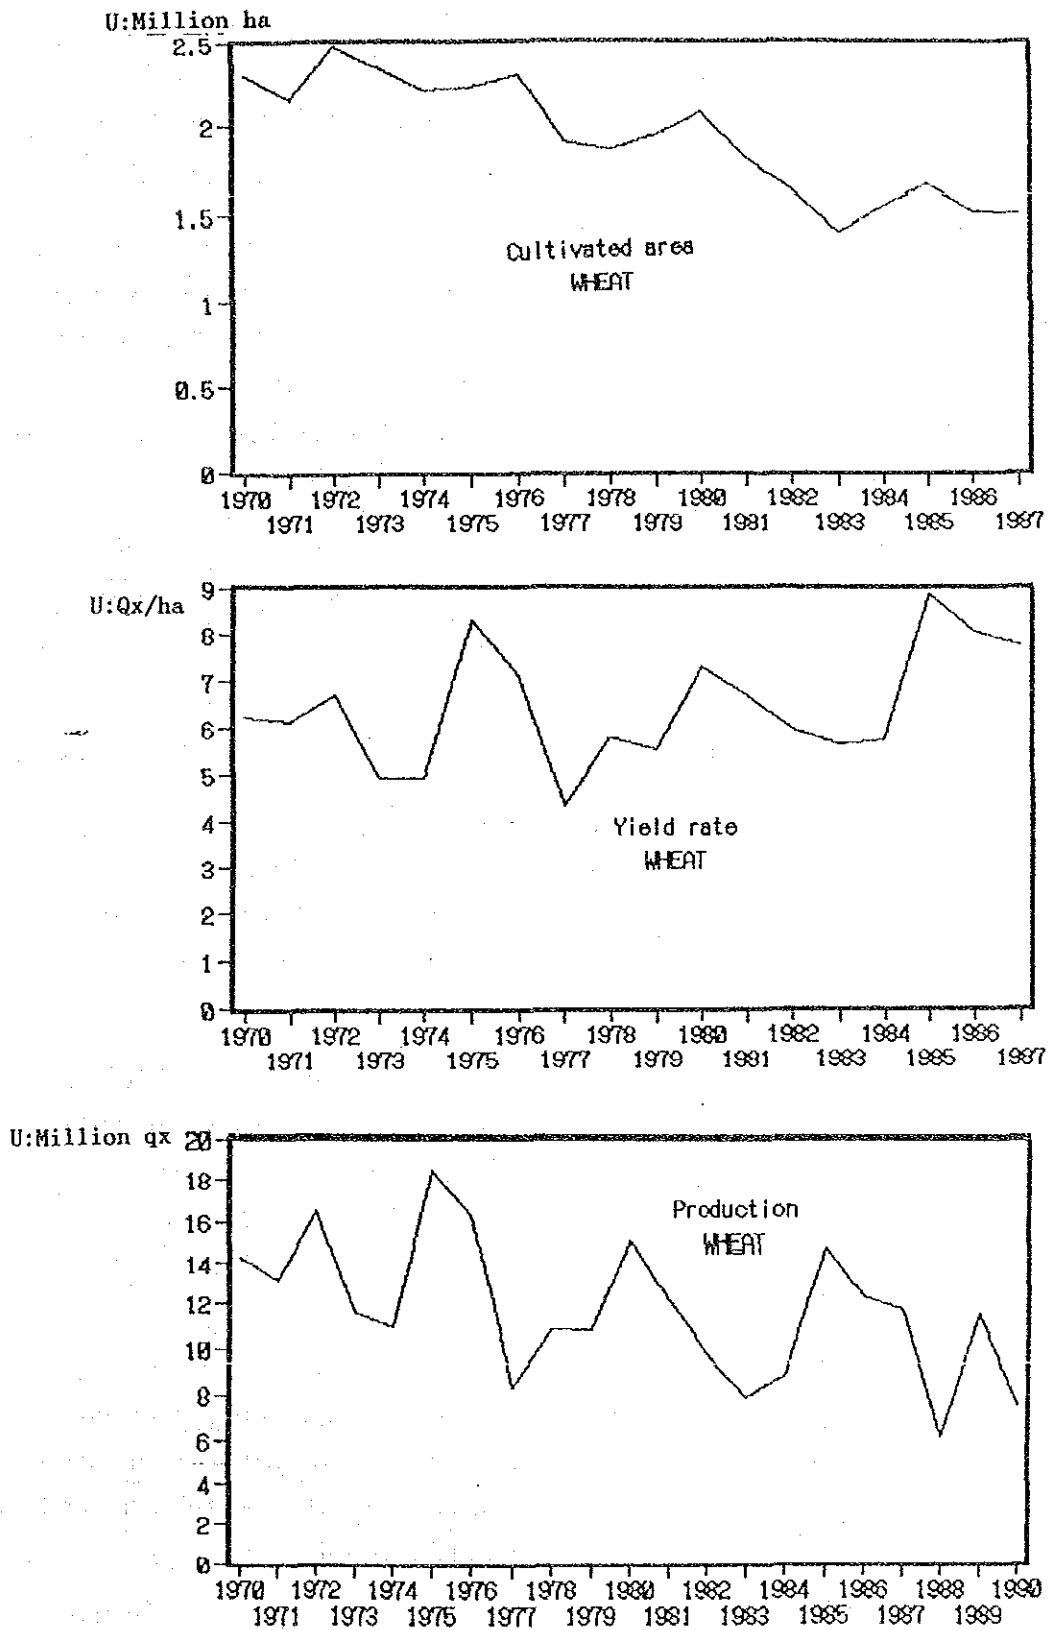 U:Million ha
2.5
2
1.5
1
0.5
0
Cultivated area
WHEAT
1970 1972 1974 1976 1978 1980 1982 1984 1986
1971 1973 1975 1977 1979 1981 1983 1985 1987
U:Qx/ha
9
8
7
6
5
4
3
2
1
0
Yield rate
WHEAT
1970 1972 1974 1976 1978 1980 1982 1984 1986
1971 1973 1975 1977 1979 1981 1983 1985 1987
U:Million qx
20
18
16
14
12
10
8
6
4
2
0
Production
WHEAT
1970 1972 1974 1976 1978 1980 1982 1984 1986 1988 1990
1971 1973 1975 1977 1979 1981 1983 1985 1987 1989